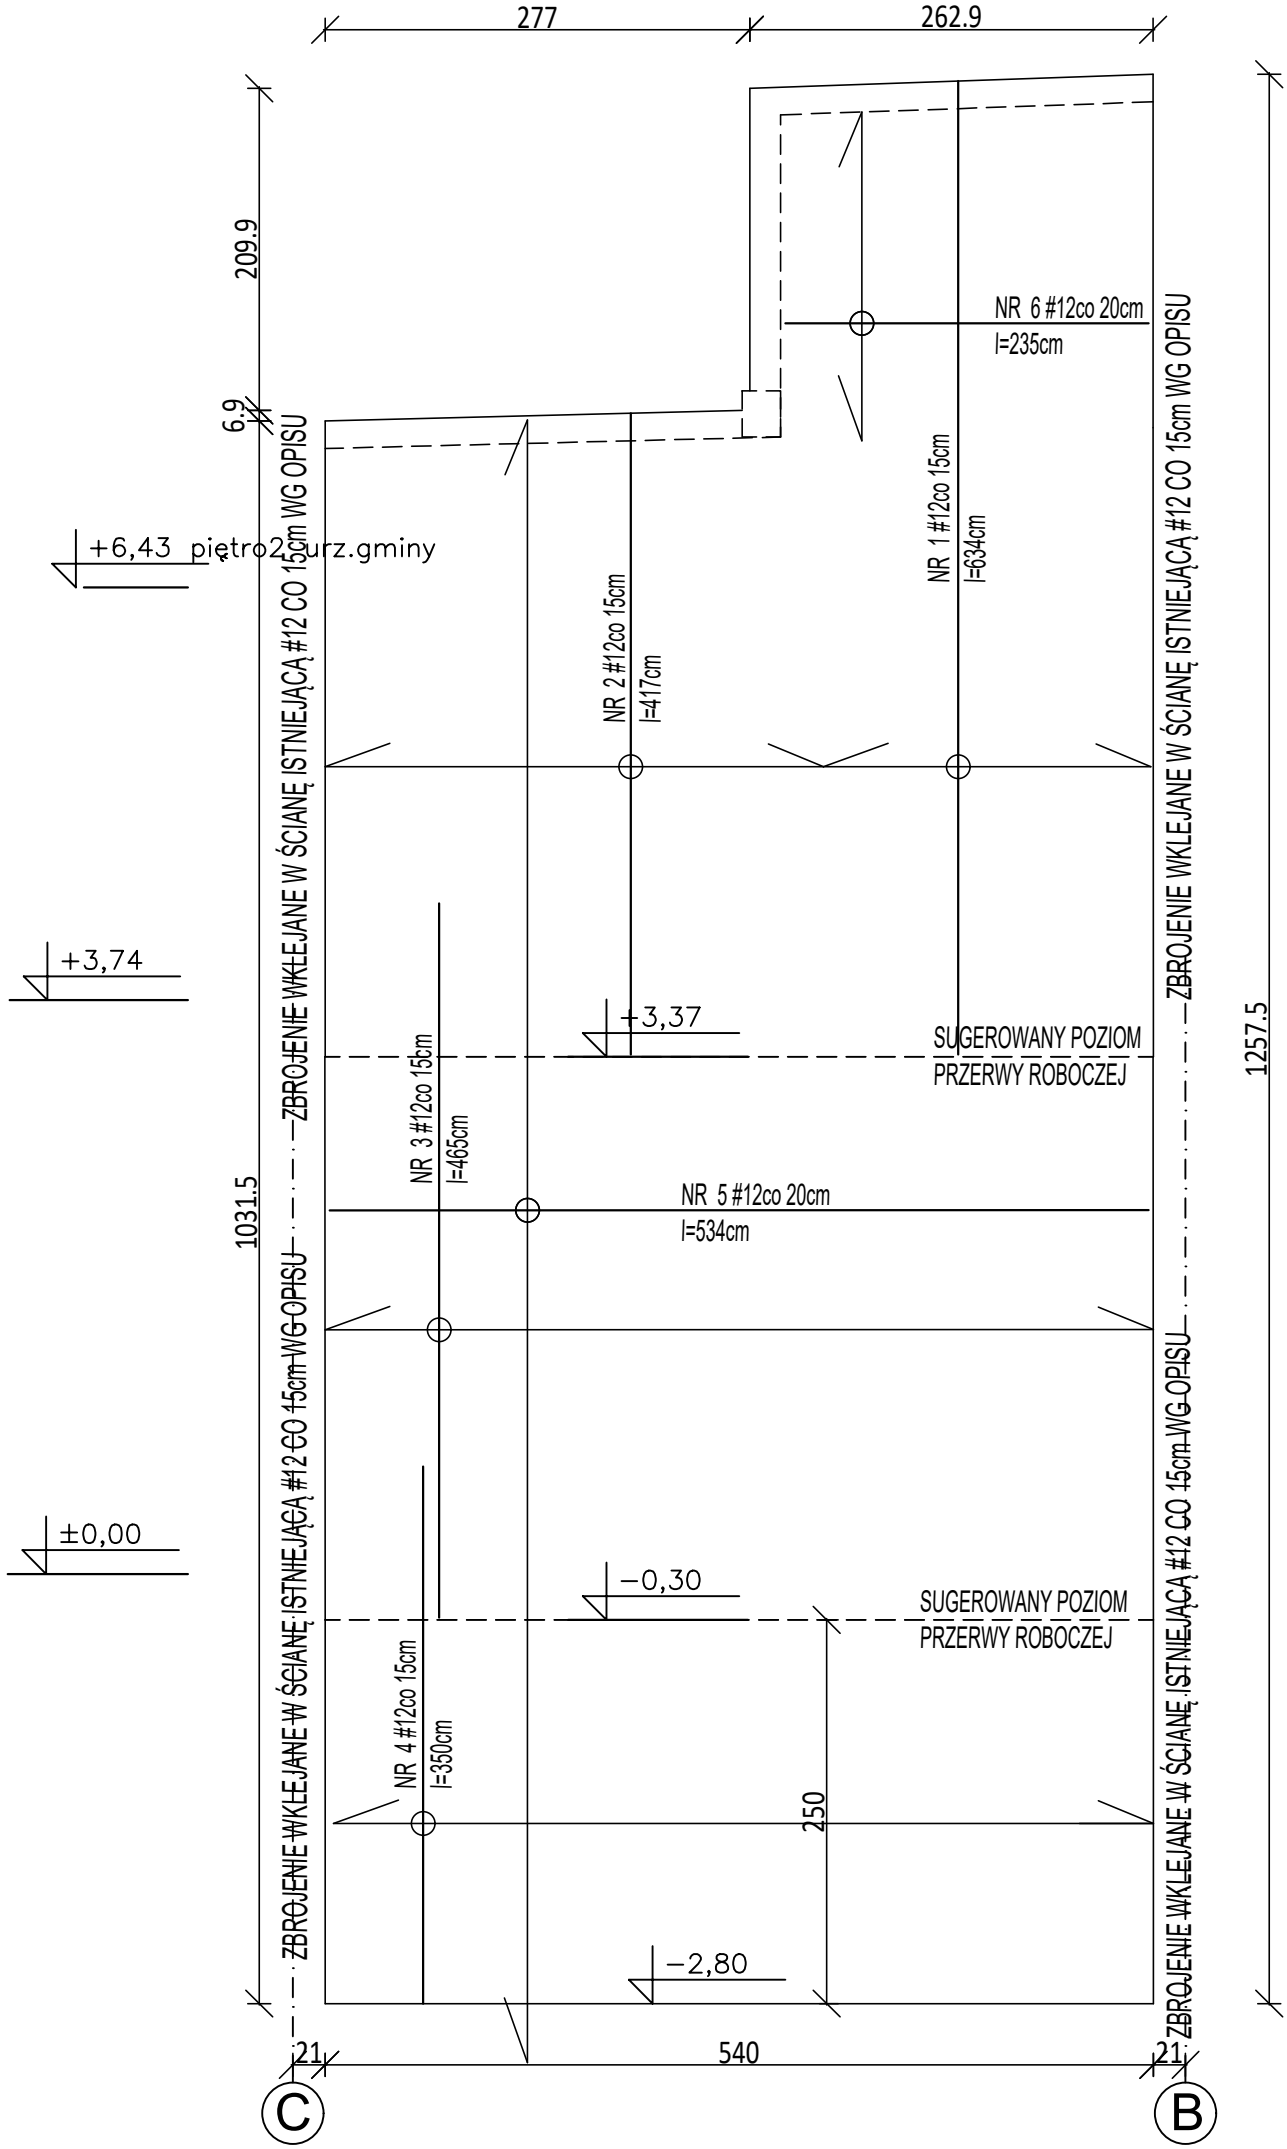 277
262.9
209.9
6.9
NR 6 #12co 20cm
l=235cm
ZBROJENIE WKLEJANE W ŚCIANĘ ISTNIEJĄCĄ #12 CO 15cm WG OPISU
ZBROJENIE WKLEJANE W ŚCIANĘ ISTNIEJĄCĄ #12 CO 15cm WG OPISU
NR 1 #12co 15cm
l=634cm
+6,43 piętro2 urz.gminy
NR 2 #12co 15cm
l=417cm
+3,74
+3,37
SUGEROWANY POZIOM
PRZERWY ROBOCZEJ
1257.5
NR 3 #12co 15cm
l=465cm
1031.5
NR 5 #12co 20cm
l=534cm
ZBROJENIE WKLEJANE W ŚCIANĘ ISTNIEJĄCĄ #12 CO 15cm WG OPISU
ZBROJENIE WKLEJANE W ŚCIANĘ ISTNIEJĄCĄ #12 CO 15cm WG OPISU
±0,00
-0,30
SUGEROWANY POZIOM
PRZERWY ROBOCZEJ
NR 4 #12co 15cm
l=350cm
250
-2,80
21
540
21
C
B